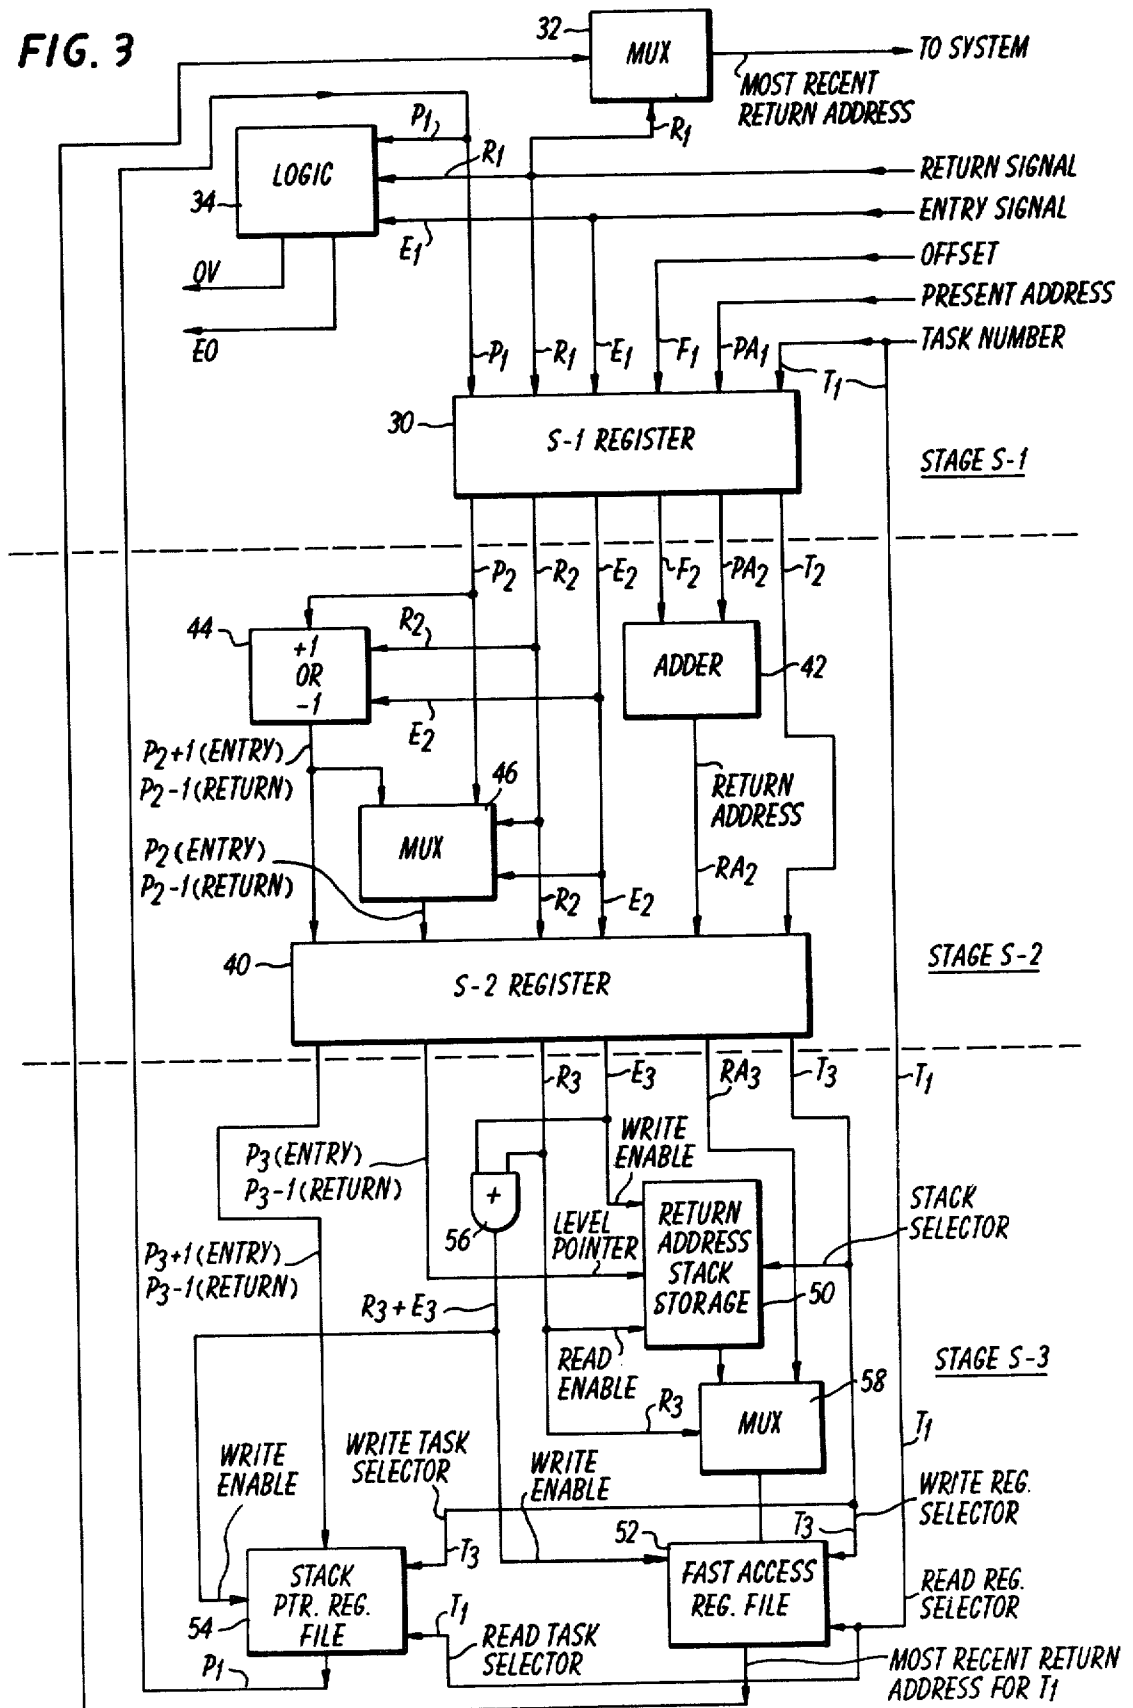 FIG. 3
32
MUX
TO SYSTEM
MOST RECENT
RETURN ADDRESS
P1
R1
R1
LOGIC
34
RETURN SIGNAL
ENTRY SIGNAL
E1
OFFSET
OV
PRESENT ADDRESS
EO
TASK NUMBER
P1
R1
E1
F1
PA1
T1
30
S-1 REGISTER
STAGE S-1
P2
R2
E2
F2
PA2
T2
44
+1
OR
-1
R2
E2
ADDER
42
P2+1 (ENTRY)
P2-1 (RETURN)
46
MUX
RETURN
ADDRESS
P2 (ENTRY)
P2-1 (RETURN)
R2
E2
RA2
40
S-2 REGISTER
STAGE S-2
R3
E3
RA3
T3
T1
P3 (ENTRY)
P3-1 (RETURN)
+
56
WRITE
ENABLE
LEVEL
POINTER
RETURN
ADDRESS
STACK
STORAGE
50
STACK
SELECTOR
P3+1 (ENTRY)
P3-1 (RETURN)
R3 + E3
READ
ENABLE
STAGE S-3
58
MUX
R3
T1
WRITE
ENABLE
WRITE TASK
SELECTOR
WRITE
ENABLE
WRITE REG.
SELECTOR
T3
T3
52
FAST ACCESS
REG. FILE
STACK
PTR. REG.
FILE
54
T1
READ TASK
SELECTOR
READ REG.
SELECTOR
P1
MOST RECENT RETURN
ADDRESS FOR T1